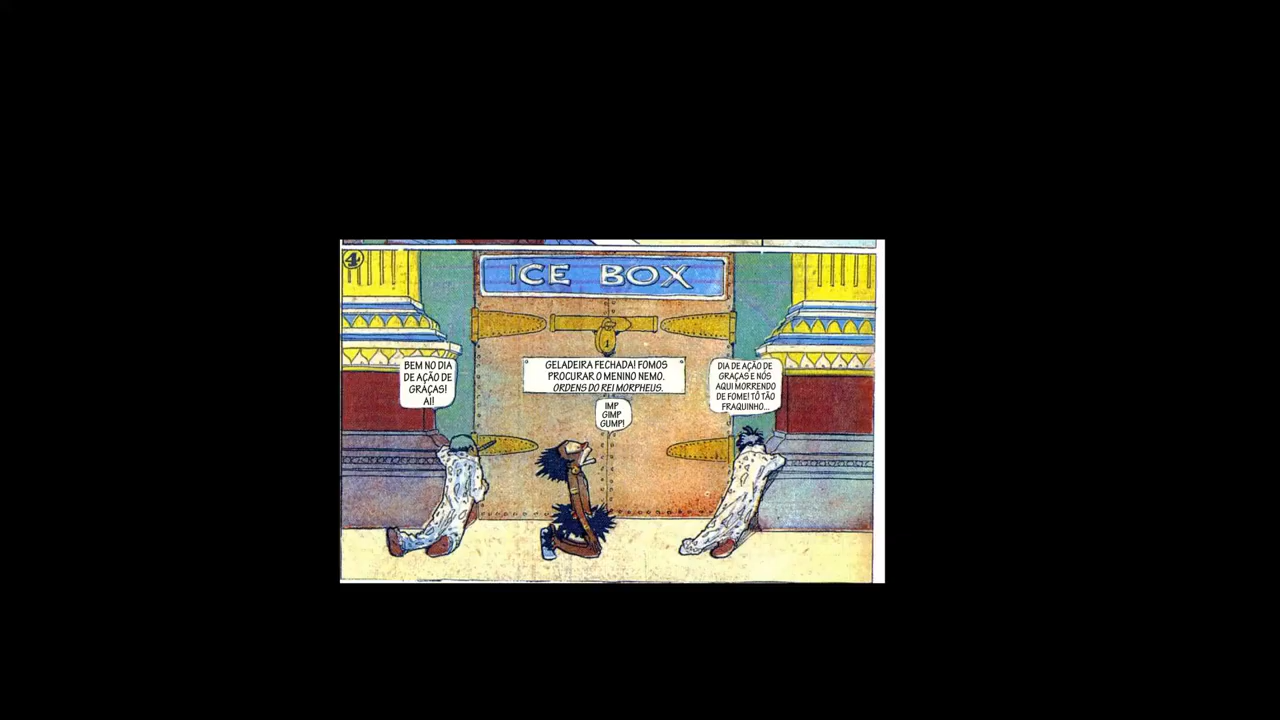 4
ICE BOX
BEM NO DIA
DE AÇÃO DE
GRAÇAS!
AI!
GELADEIRA FECHADA! FOMOS
PROCURAR O MENINO NEMO.
ORDENS DO REI MORPHEUS.
IMP
GIMP
GUMP!
DIA DE AÇÃO DE
GRAÇAS E NÓS
AQUI MORRENDO
DE FOME! TÔ TÃO
FRAQUINHO...